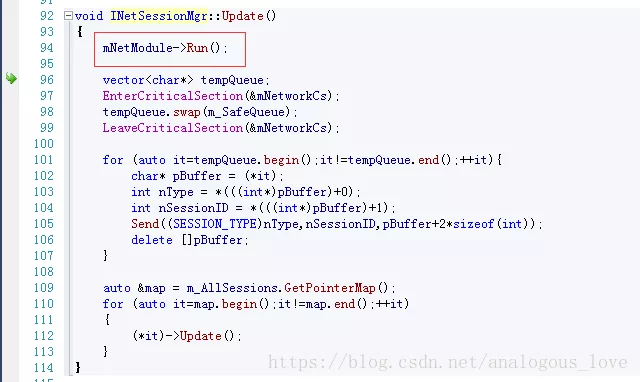 92 void INetSessionMgr::Update()
93 {
94 mNetModule->Run();
95
96 vector<char*> tempQueue;
97 EnterCriticalSection(&mNetworkCs);
98 tempQueue.swap(m_SafeQueue);
99 LeaveCriticalSection(&mNetworkCs);
100
101 for (auto it=tempQueue.begin();it!=tempQueue.end();++it){
102 char* pBuffer = (*it);
103 int nType = *(((int*)pBuffer)+0);
104 int nSessionID = *(((int*)pBuffer)+1);
105 Send((SESSION_TYPE)nType,nSessionID,pBuffer+2*sizeof(int));
106 delete []pBuffer;
107 }
108
109 auto &map = m_AllSessions.GetPointerMap();
110 for (auto it=map.begin();it!=map.end();++it)
111 {
112 (*it)->Update();
113 }
114 }
https://blog.csdn.net/analogous_love